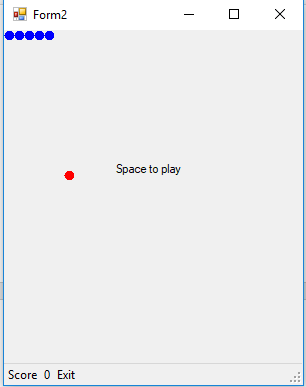 Form2
Space to play
Score 0 Exit